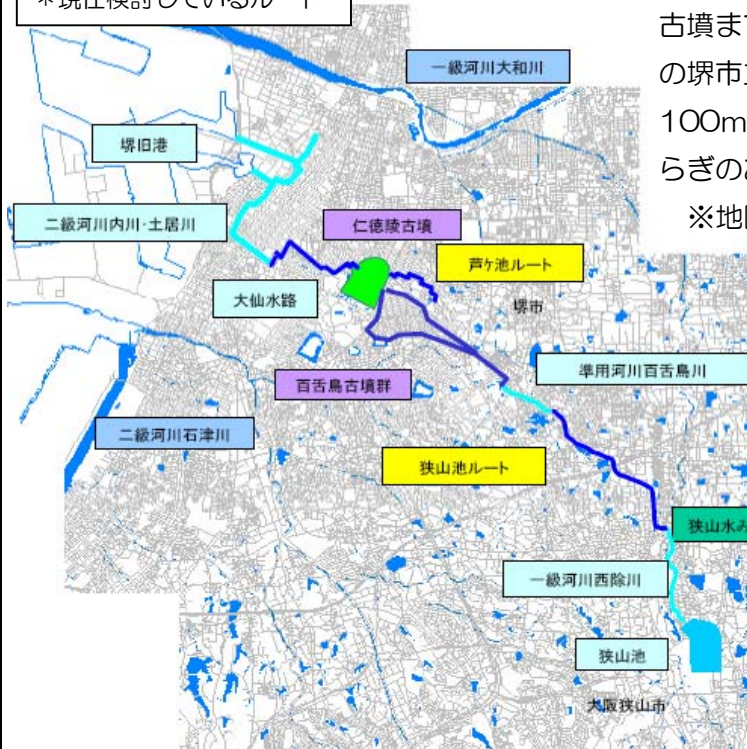 *現在検討しているルート
古墳ま
の堺市
100m
らぎの
※地
一級河川大和川
堺旧港
二級河川内川・土居川
仁徳陵古墳
芦ケ池ルート
大仙水路
堺市
準用河川百舌鳥川
百舌鳥古墳群
二級河川石津川
狭山池ルート
狭山水み
一級河川西除川
狭山池
大阪狭山市